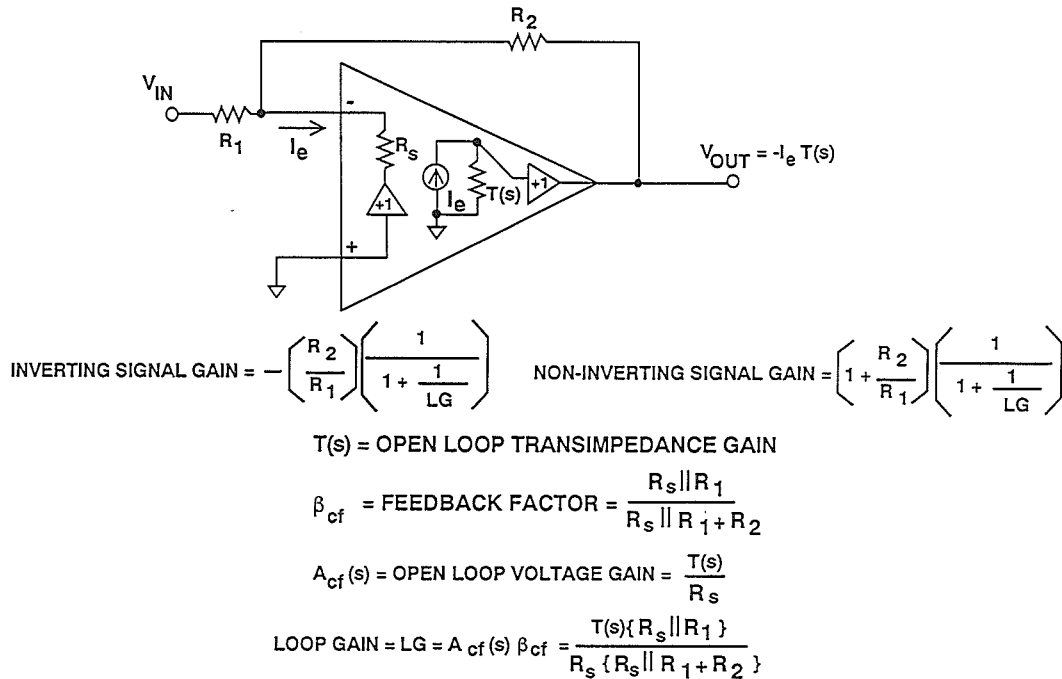 R2
VIN
R1
Ie
-
Rs
+1
+
Ie
T(s)
+1
VOUT = -Ie T(s)
INVERTING SIGNAL GAIN = - (R2 / R1) (1 / (1 + 1 / LG))
NON-INVERTING SIGNAL GAIN = (1 + R2 / R1) (1 / (1 + 1 / LG))
T(s) = OPEN LOOP TRANSIMPEDANCE GAIN
βcf = FEEDBACK FACTOR = Rs || R1 / Rs || R1 + R2
Acf (s) = OPEN LOOP VOLTAGE GAIN = T(s) / Rs
LOOP GAIN = LG = A cf (s) βcf = T(s){ Rs || R1 } / Rs { Rs || R1 + R2 }